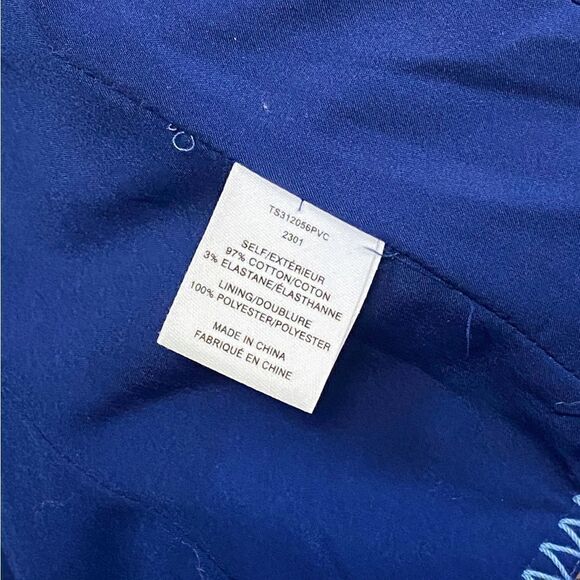 TS312056PVC
2301
SELF/EXTÉRIEUR
97% COTTON/COTON
3% ELASTANE/ÉLASTHANNE
LINING/DOUBLURE
100% POLYESTER/POLYESTER
MADE IN CHINA
FABRIQUÉ EN CHINE